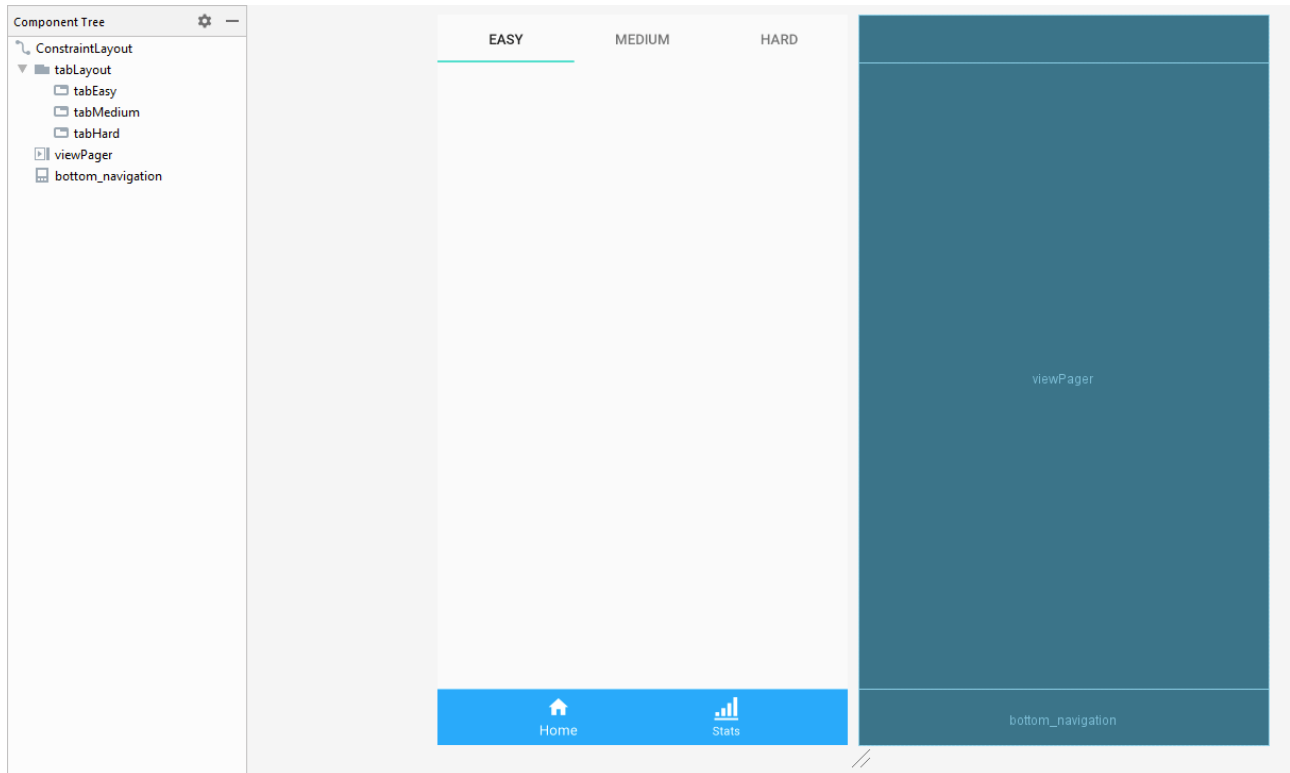 Component Tree
ConstraintLayout
tabLayout
tabEasy
tabMedium
tabHard
viewPager
bottom_navigation
EASY MEDIUM HARD
Home Stats
viewPager
bottom_navigation